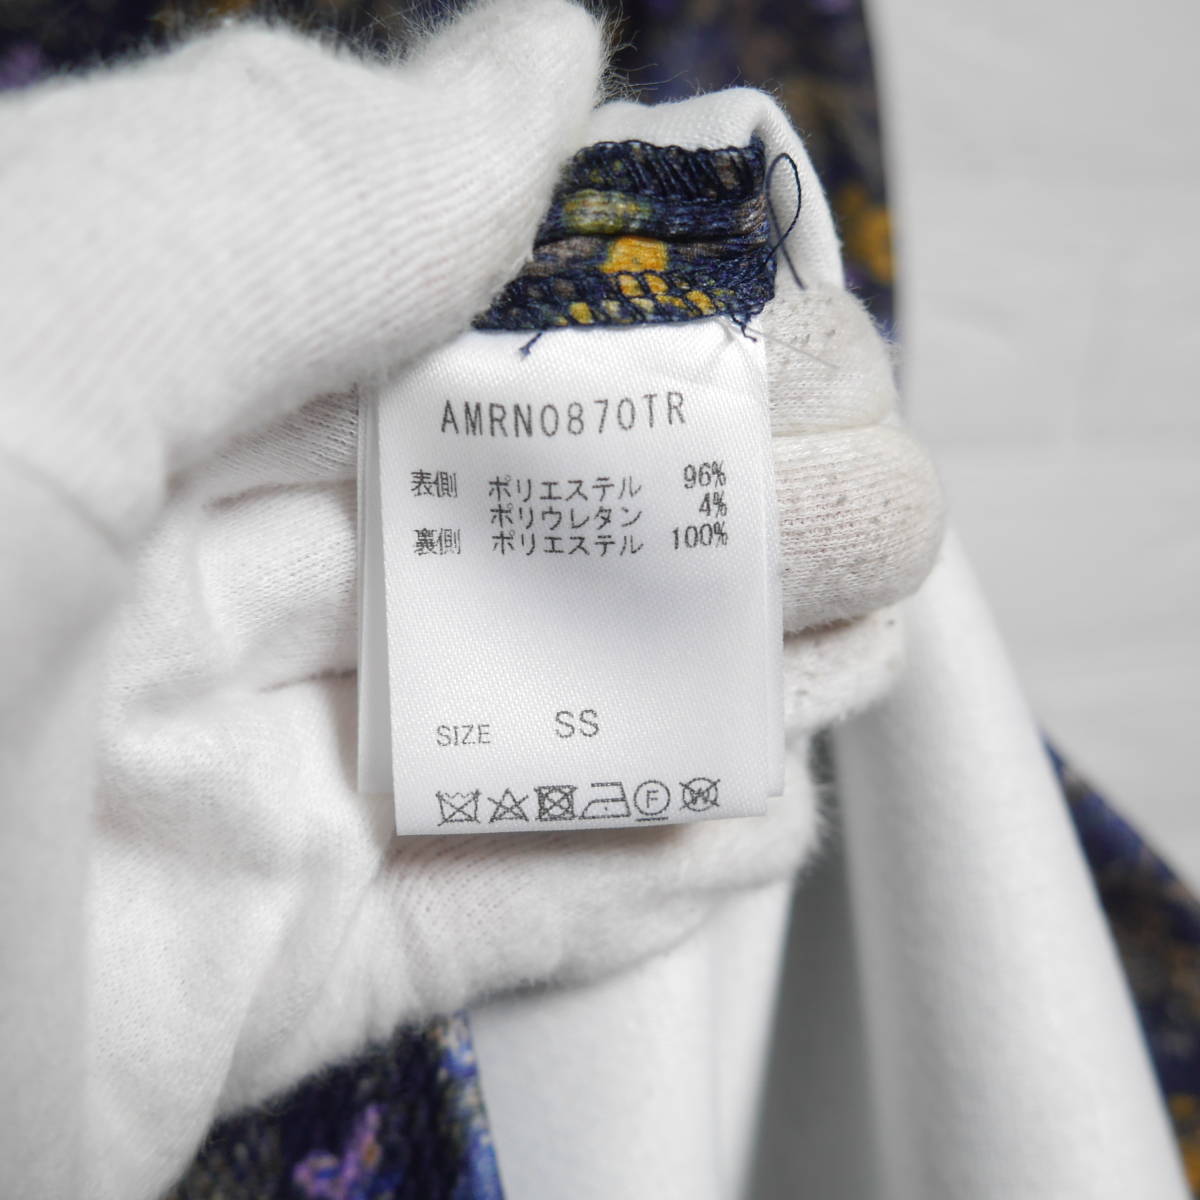 AMRN0870TR
表側 ポリエステル 96%
ポリウレタン 4%
裏側 ポリエステル 100%
SIZE SS
F W